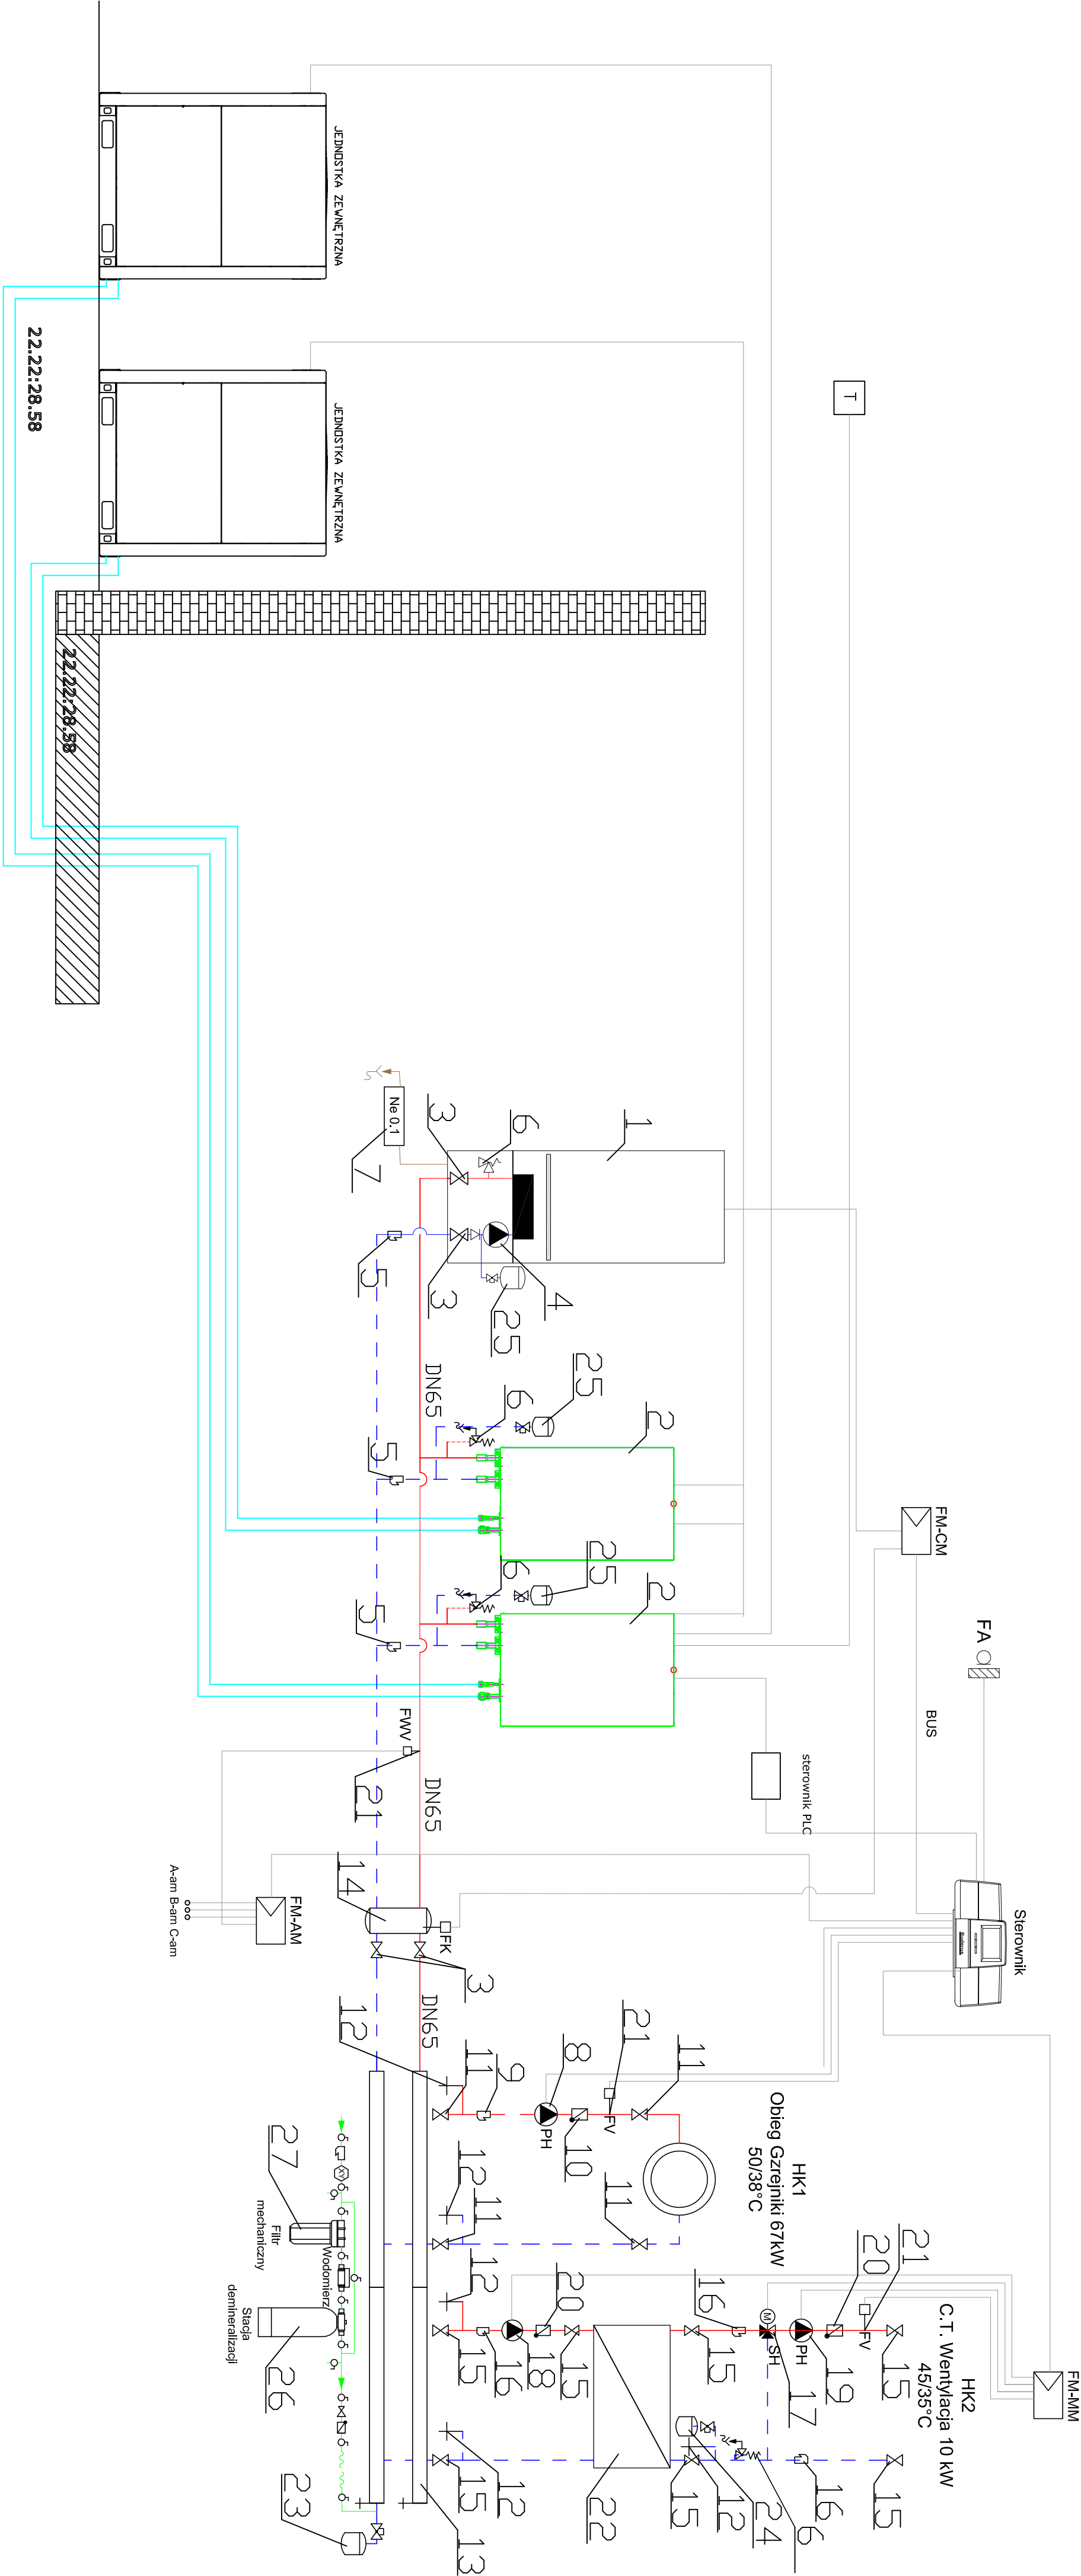 JEDNOSTKA ZEWNĘTRZNA
22.22:28.58
JEDNOSTKA ZEWNĘTRZNA
22.22:28.58
T
Ne 0.1
7
3
6
1
5
3
4
25
DN65
25
6
2
5
25
6
2
5
FM-CM
FA
BUS
sterownik PLC
FWV
21
DN65
14
FK
3
FM-AM
A-am B-am C-am
Sterownik
DN65
12
11
9
8
PH
10
21
FV
11
HK1
Obieg Gzrejniki 67kW
50/38°C
12
11
11
12
15
16
18
20
15
16
15
M
SH
17
PH
19
20
21
FV
15
HK2
C.T. Wentylacja 10 kW
45/35°C
FM-MM
27
Filtr
mechaniczny
Wodomierz
Stacja
demineralizacji
26
22
12
15
13
15
12
24
6
16
15
23